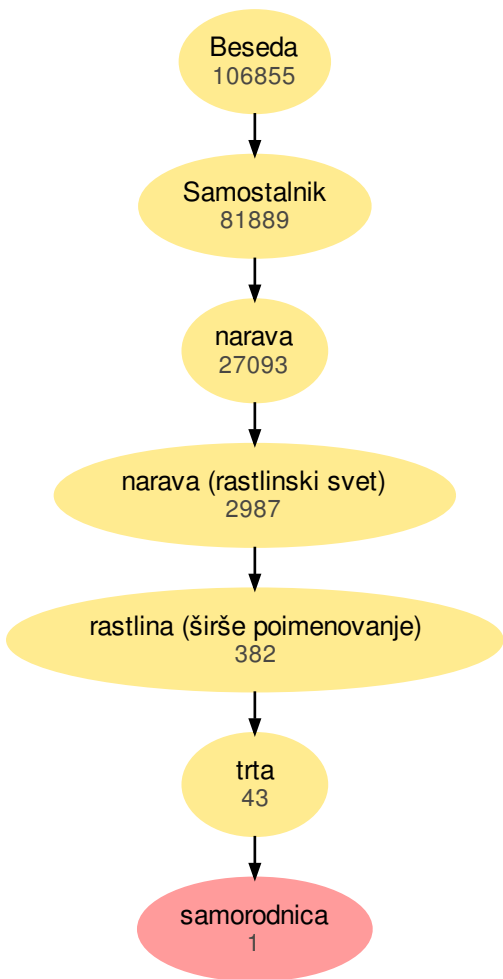 Beseda
106855
Samostalnik
81889
narava
27093
narava (rastlinski svet)
2987
rastlina (širše poimenovanje)
382
trta
43
samorodnica
1